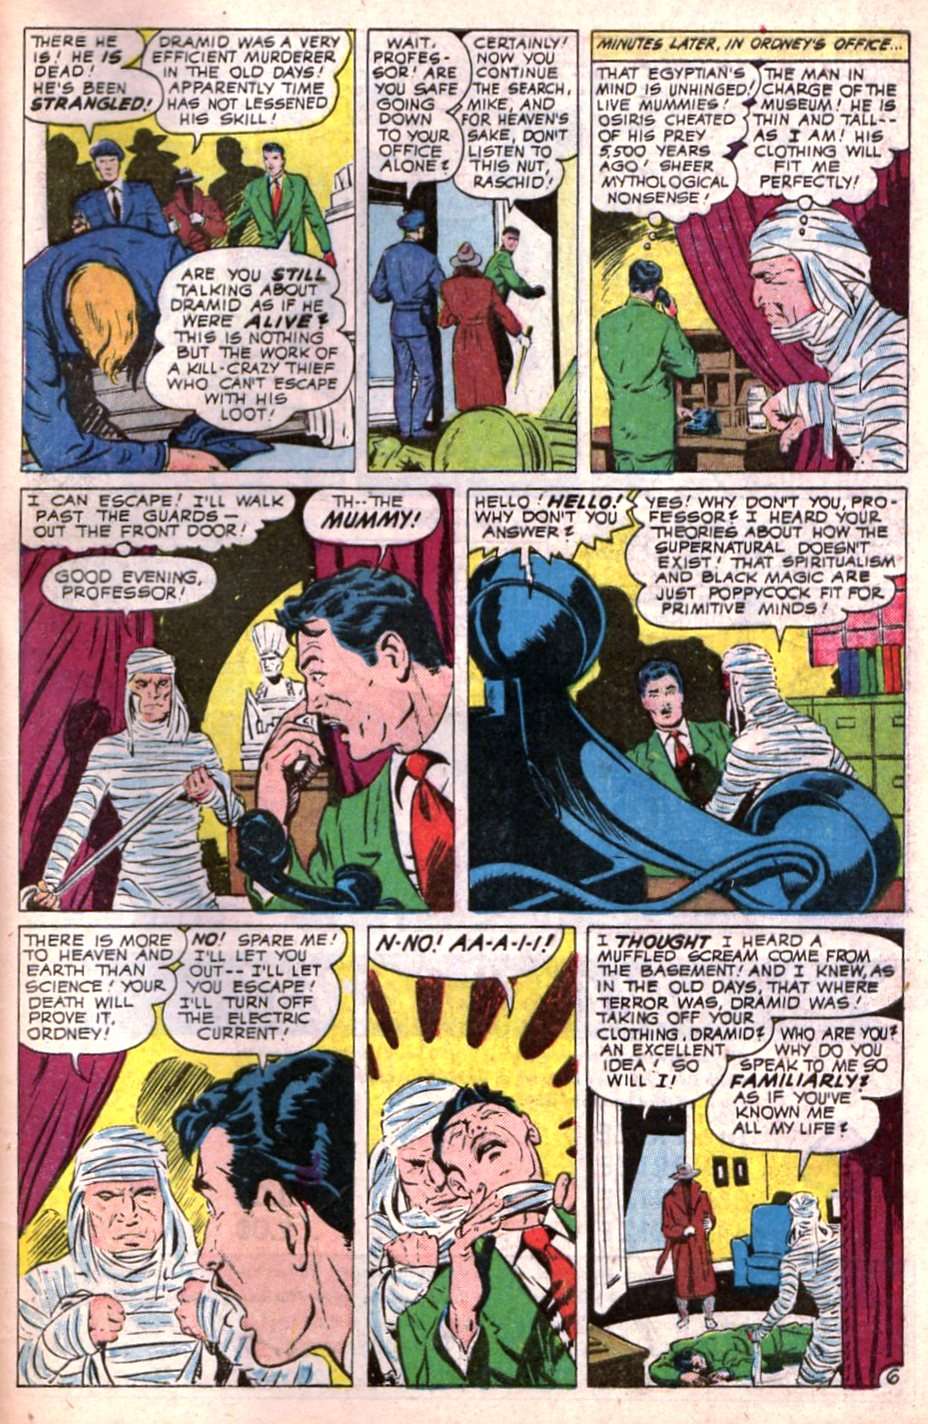 THERE HE
IS! HE IS
DEAD!
HE'S BEEN
STRANGLED!
DRAMID WAS A VERY
EFFICIENT MURDERER
IN THE OLD DAYS!
APPARENTLY TIME
HAS NOT LESSENED
HIS SKILL!
ARE YOU STILL
TALKING ABOUT
DRAMID AS IF HE
WERE ALIVE?
THIS IS NOTHING
BUT THE WORK OF
A KILL-CRAZY THIEF
WHO CAN'T ESCAPE
WITH HIS
LOOT!
WAIT,
PROFES-
SOR! ARE
YOU SAFE
GOING
DOWN
TO YOUR
OFFICE
ALONE?
CERTAINLY!
NOW YOU
CONTINUE
THE SEARCH,
MIKE, AND
FOR HEAVEN'S
SAKE, DON'T
LISTEN TO
THIS NUT,
RASCHID!
MINUTES LATER, IN ORDNEY'S OFFICE...
THAT EGYPTIAN'S
MIND IS UNHINGED!
LIVE MUMMIES!
OSIRIS CHEATED
OF HIS PREY
5,500 YEARS
AGO! SHEER
MYTHOLOGICAL
NONSENSE!
THE MAN IN
CHARGE OF THE
MUSEUM! HE IS
THIN AND TALL--
AS I AM! HIS
CLOTHING WILL
FIT ME
PERFECTLY!
I CAN ESCAPE! I'LL WALK
PAST THE GUARDS--
OUT THE FRONT DOOR!
GOOD EVENING,
PROFESSOR!
TH--THE
MUMMY!
HELLO! HELLO!
WHY DON'T YOU
ANSWER?
YES! WHY DON'T YOU, PRO-
FESSOR? I HEARD YOUR
THEORIES ABOUT HOW THE
SUPERNATURAL DOESN'T
EXIST! THAT SPIRITUALISM
AND BLACK MAGIC ARE
JUST POPPYCOCK FIT FOR
PRIMITIVE MINDS!
THERE IS MORE
TO HEAVEN AND
EARTH THAN
SCIENCE! YOUR
DEATH WILL
PROVE IT,
ORDNEY!
NO! SPARE ME!
I'LL LET YOU
OUT-- I'LL LET
YOU ESCAPE!
I'LL TURN OFF
THE ELECTRIC
CURRENT!
N-NO! AA-A-I-I!
I THOUGHT I HEARD A
MUFFLED SCREAM COME FROM
THE BASEMENT! AND I KNEW, AS
IN THE OLD DAYS, THAT WHERE
TERROR WAS, DRAMID WAS!
TAKING OFF YOUR
CLOTHING, DRAMID?
AN EXCELLENT
IDEA! SO
WILL I!
WHO ARE YOU?
WHY DO YOU
SPEAK TO ME SO
FAMILIARLY?
AS IF YOU'VE
KNOWN ME
ALL MY LIFE?
6